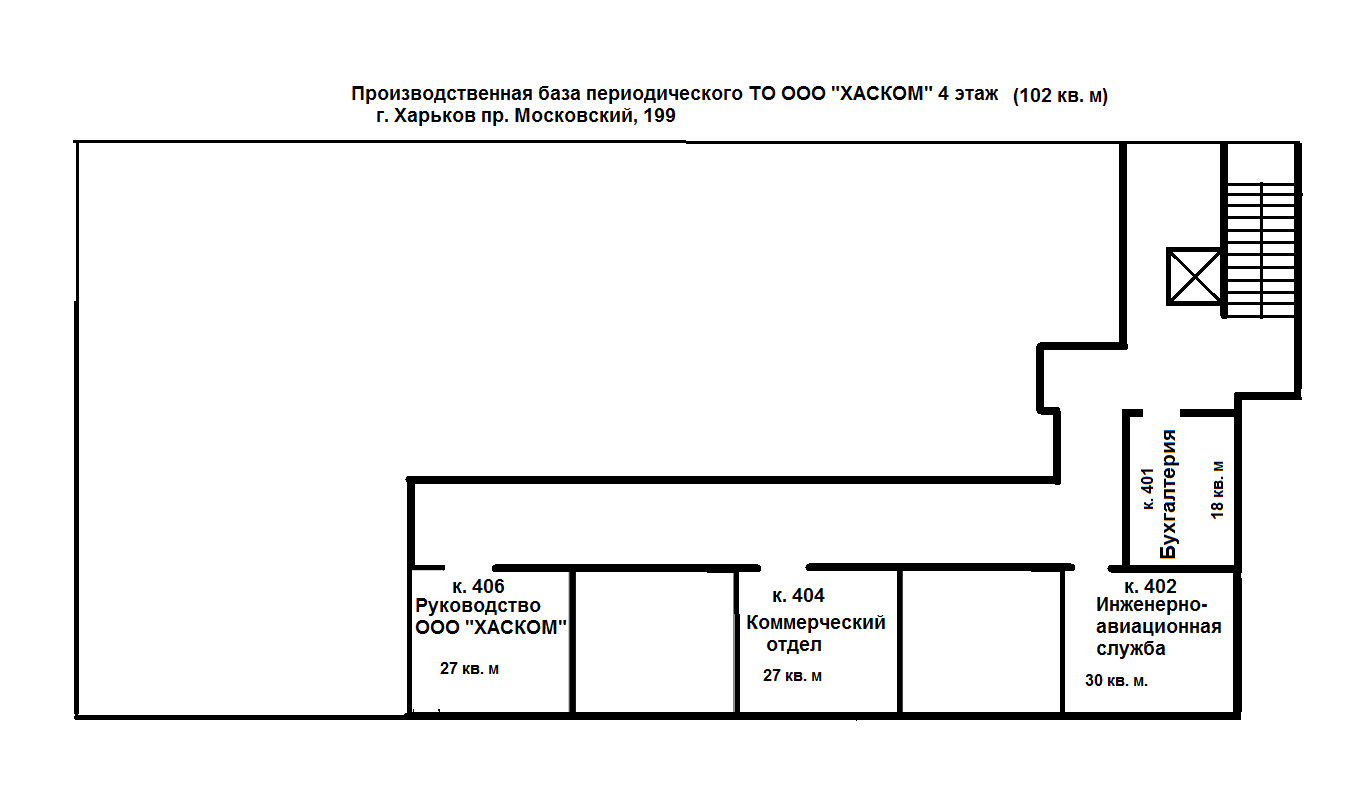 Производственная база периодического ТО ООО "ХАСКОМ" 4 этаж (102 кв. м)
г. Харьков пр. Московский, 199
к. 401
Бухгалтерия
18 кв. м
к. 406
Руководство
ООО "ХАСКОМ"
27 кв. м
к. 404
Коммерческий
отдел
27 кв. м
к. 402
Инженерно-
авиационная
служба
30 кв. м.